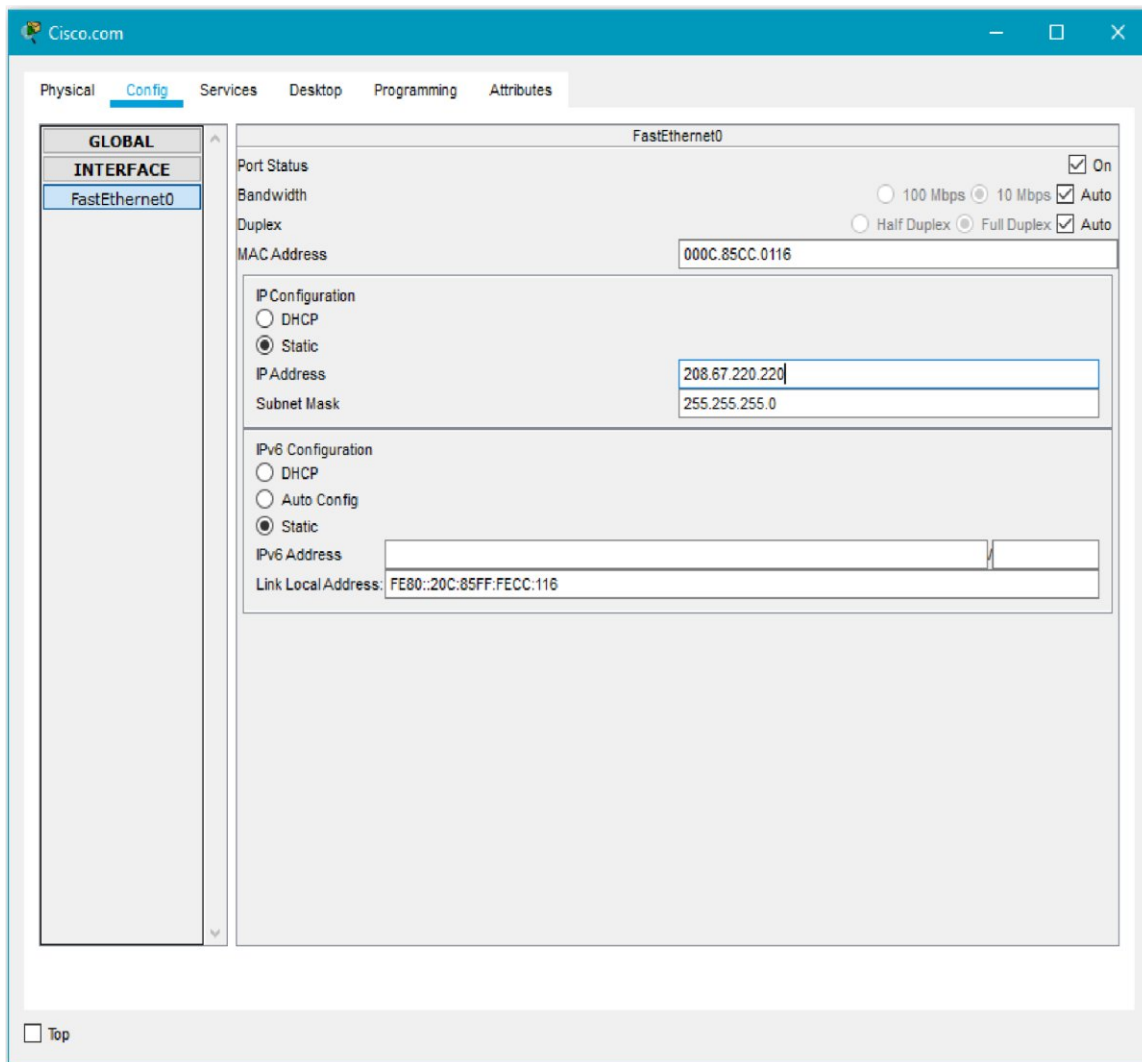 Cisco.com
Physical Config Services Desktop Programming Attributes
GLOBAL
INTERFACE
FastEthernet0
FastEthernet0
Port Status On
Bandwidth 100 Mbps 10 Mbps Auto
Duplex Half Duplex Full Duplex Auto
MAC Address 000C.85CC.0116
IP Configuration
DHCP
Static
IP Address 208.67.220.220
Subnet Mask 255.255.255.0
IPv6 Configuration
DHCP
Auto Config
Static
IPv6 Address /
Link Local Address: FE80::20C:85FF:FECC:116
Top